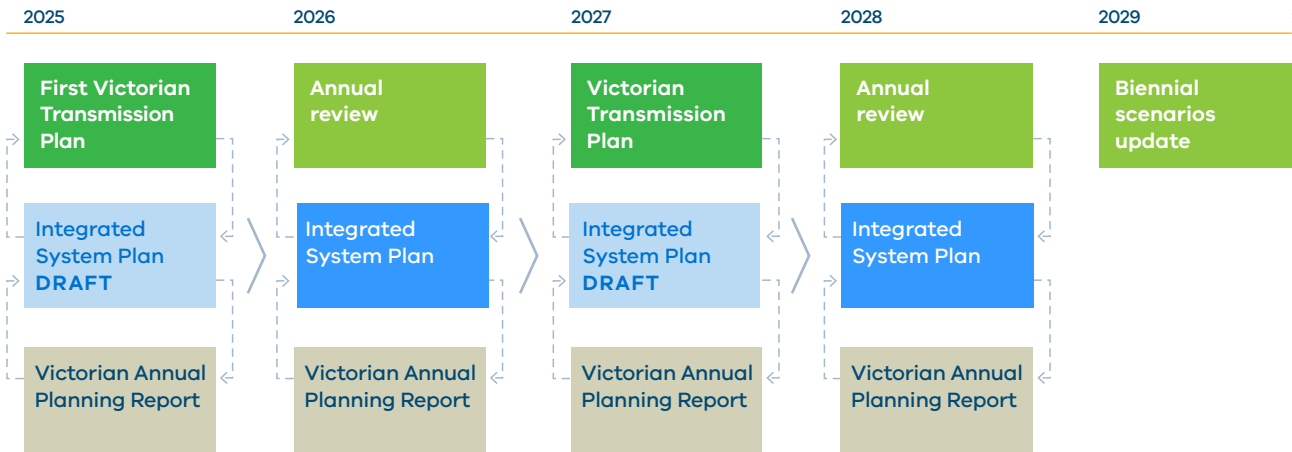 2025
2026
2027
2028
2029
First Victorian
Transmission
Plan
Annual
review
Victorian
Transmission
Plan
Annual
review
Biennial
scenarios
update
Integrated
System Plan
DRAFT
Integrated
System Plan
Integrated
System Plan
DRAFT
Integrated
System Plan
Victorian Annual
Planning Report
Victorian Annual
Planning Report
Victorian Annual
Planning Report
Victorian Annual
Planning Report